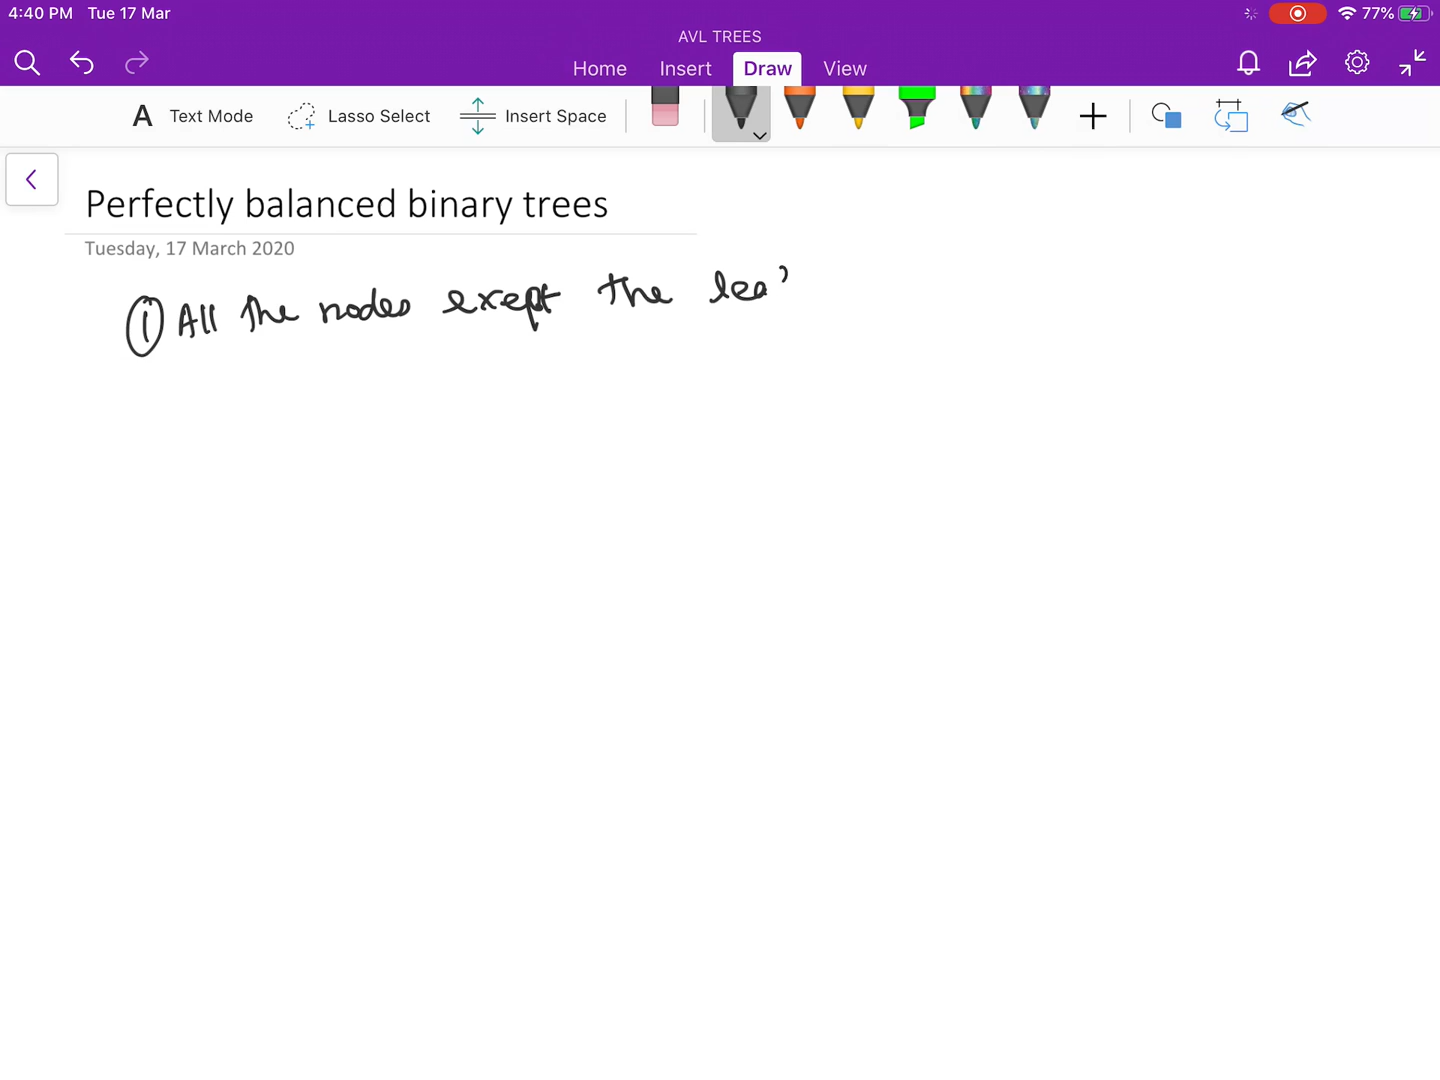 4:40 PM Tue 17 Mar 77%
AVL TREES
Home Insert Draw View
A Text Mode Lasso Select Insert Space
Perfectly balanced binary trees
Tuesday, 17 March 2020
① All the nodes exept the lea